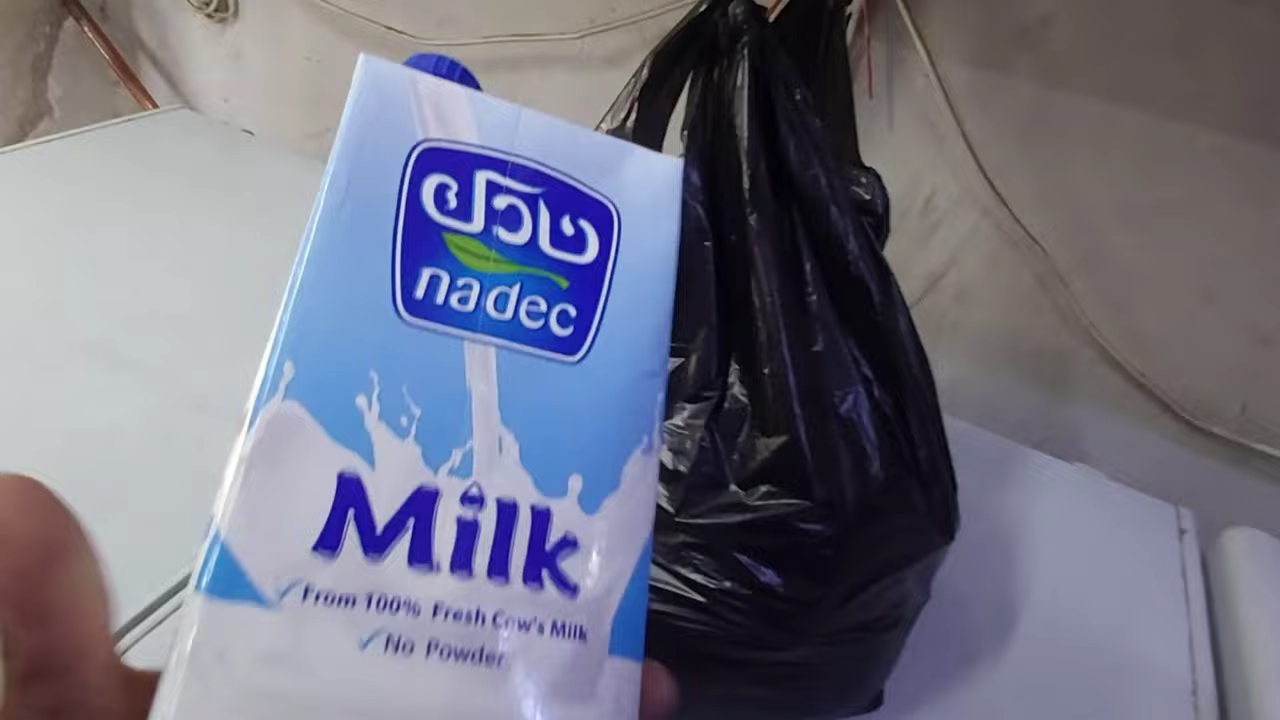 نادك
nadec
Milk
✓From 100% Fresh Cow's Milk
✓No Powder